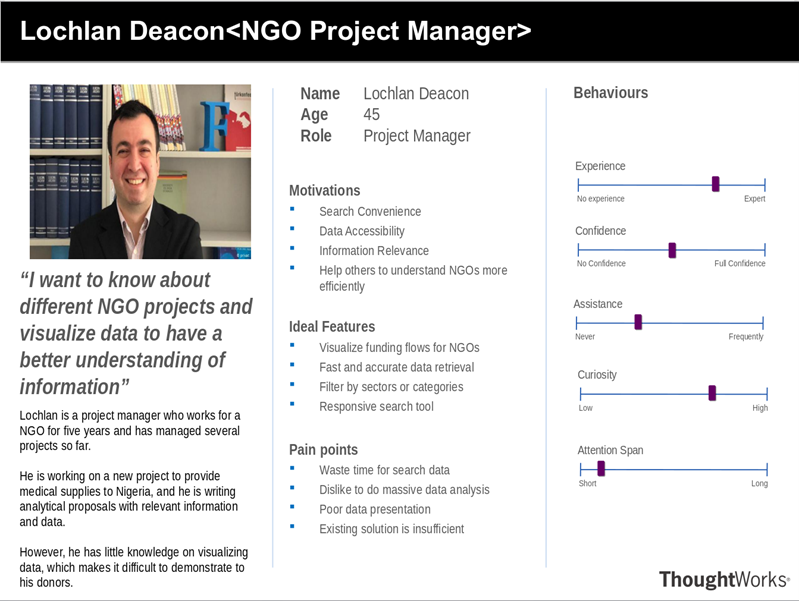 Lochlan Deacon<NGO Project Manager>
“I want to know about
different NGO projects and
visualize data to have a
better understanding of
information”
Lochlan is a project manager who works for a
NGO for five years and has managed several
projects so far.
He is working on a new project to provide
medical supplies to Nigeria, and he is writing
analytical proposals with relevant information
and data.
However, he has little knowledge on visualizing
data, which makes it difficult to demonstrate to
his donors.
Name Lochlan Deacon
Age 45
Role Project Manager
Motivations
Search Convenience
Data Accessibility
Information Relevance
Help others to understand NGOs more
efficiently
Ideal Features
Visualize funding flows for NGOs
Fast and accurate data retrieval
Filter by sectors or categories
Responsive search tool
Pain points
Waste time for search data
Dislike to do massive data analysis
Poor data presentation
Existing solution is insufficient
Behaviours
Experience
No experience Expert
Confidence
No Confidence Full Confidence
Assistance
Never Frequently
Curiosity
Low High
Attention Span
Short Long
ThoughtWorks®